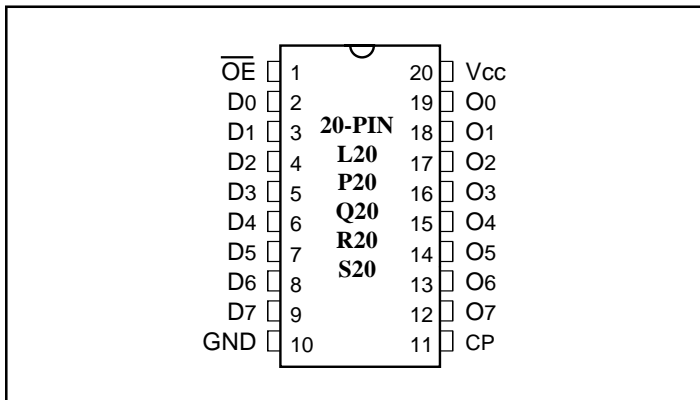 OE 1 20 Vcc
D0 2 19 O0
D1 3 20-PIN 18 O1
D2 4 L20 17 O2
D3 5 P20 16 O3
D4 6 Q20 15 O4
D5 7 R20 14 O5
D6 8 S20 13 O6
D7 9 12 O7
GND 10 11 CP